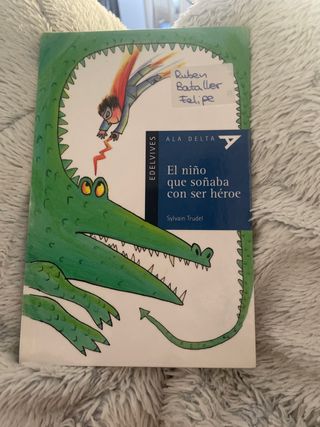 Ruben
Bataller
Felipe
EDELVIVES
ALA DELTA
El niño
que soñaba
con ser héroe
Sylvain Trudel